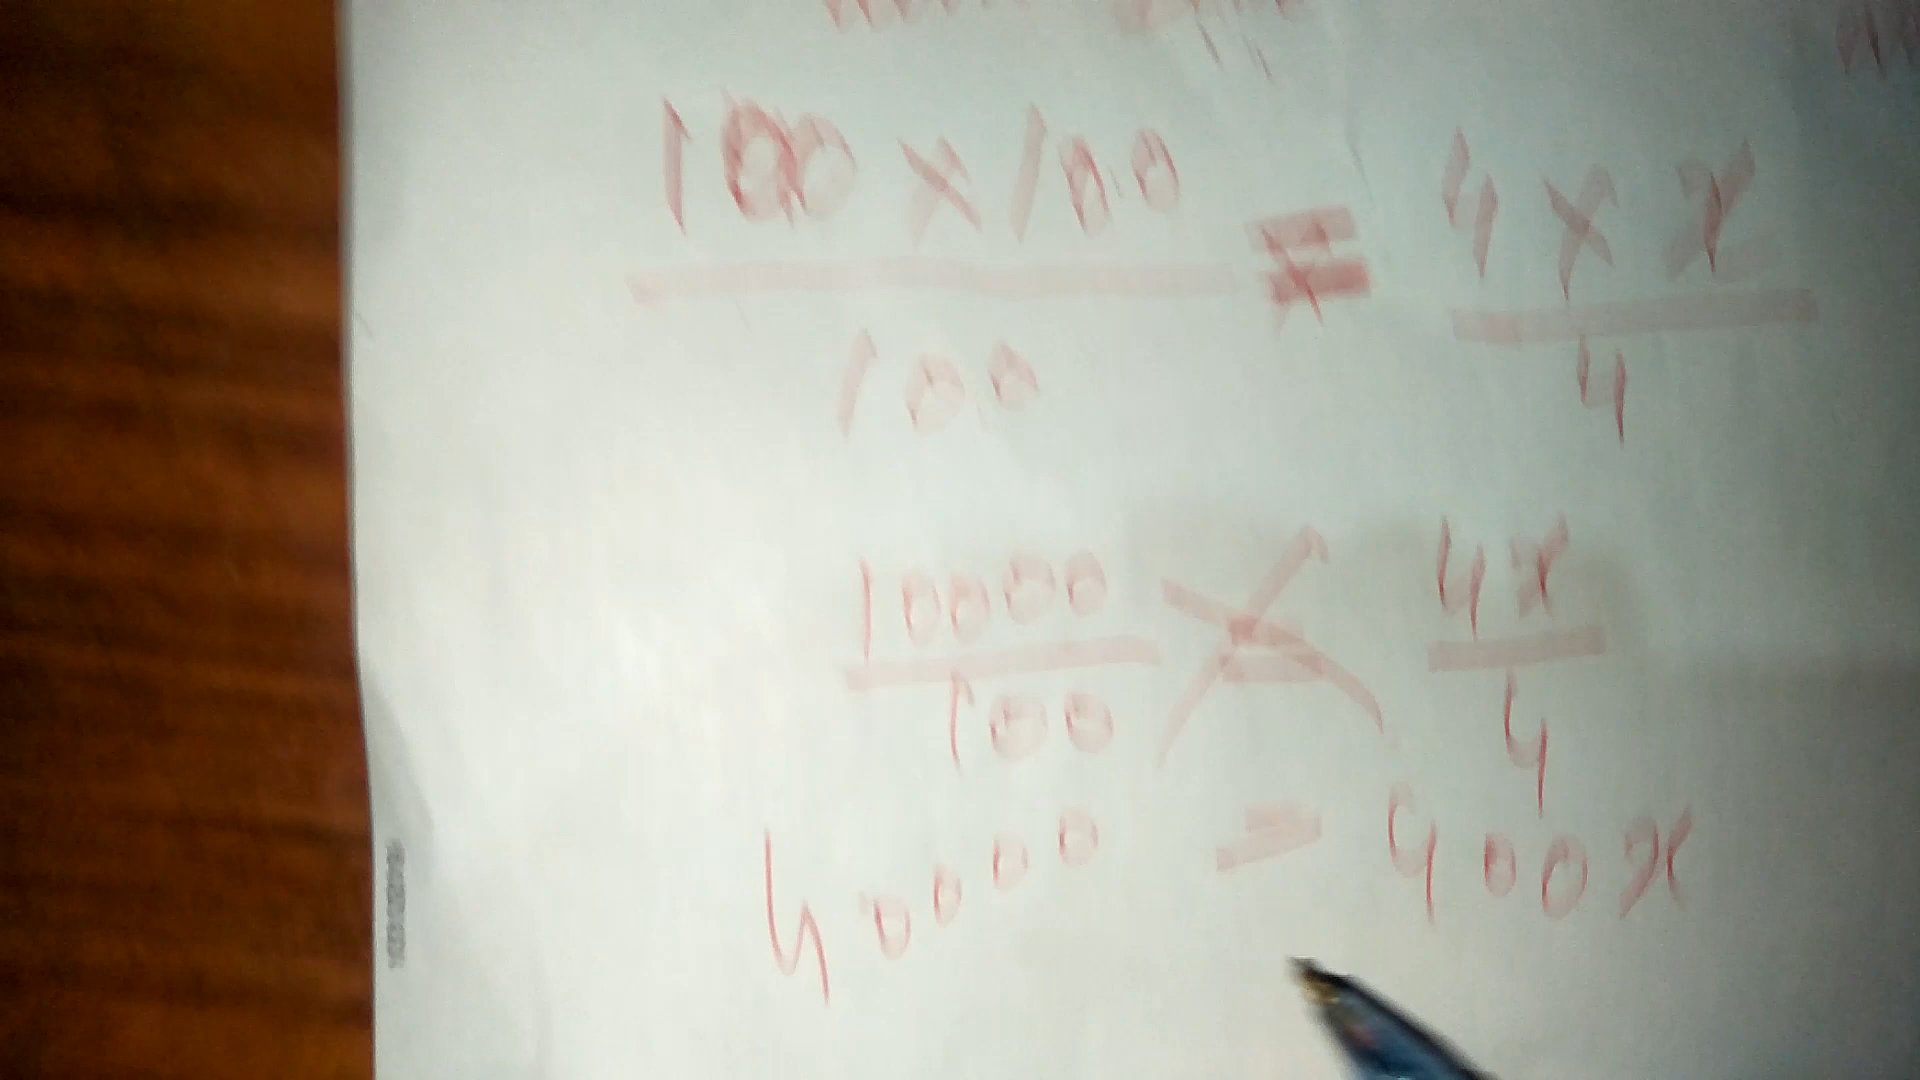 100 x 100 = 4 x x
100 4
10000 = 4x
100 4
40000 = 400x